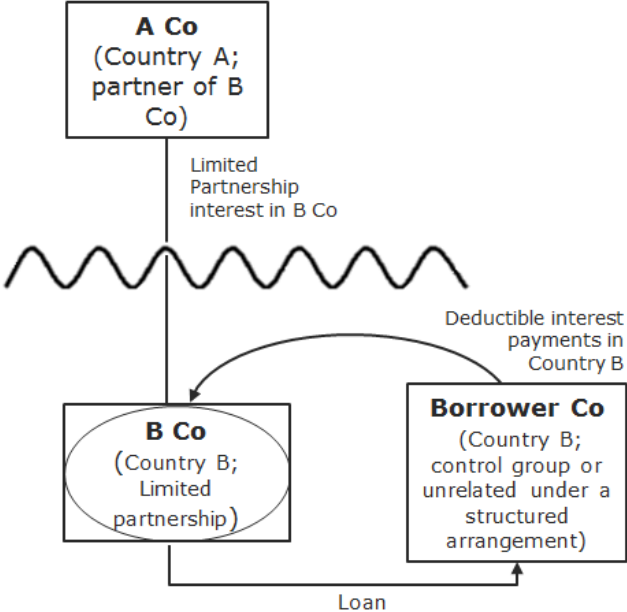 A Co
(Country A;
partner of B
Co)
Limited
Partnership
interest in B Co
Deductible interest
payments in
Country B
B Co
(Country B;
Limited
partnership)
Borrower Co
(Country B;
control group or
unrelated under a
structured
arrangement)
Loan